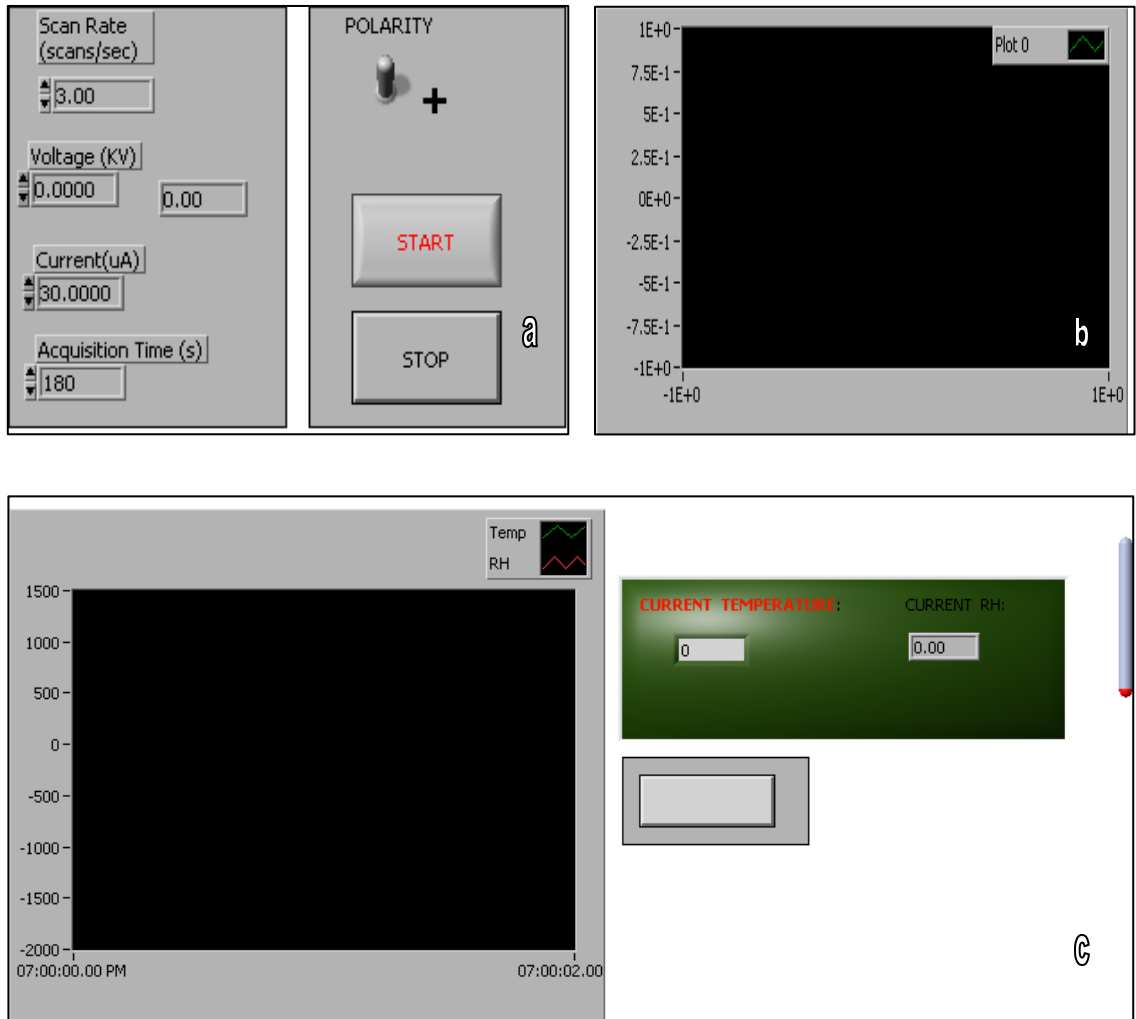 Scan Rate
(scans/sec)
3.00
Voltage (KV)
0.0000
0.00
Current(uA)
30.0000
Acquisition Time (s)
180
POLARITY
+
START
STOP
a
Plot 0
1E+0
7.5E-1
5E-1
2.5E-1
0E+0
-2.5E-1
-5E-1
-7.5E-1
-1E+0
-1E+0 1E+0
b
Temp
RH
1500
1000
500
0
-500
-1000
-1500
-2000
07:00:00.00 PM 07:00:02.00
CURRENT TEMPERATURE: CURRENT RH:
0 0.00
c